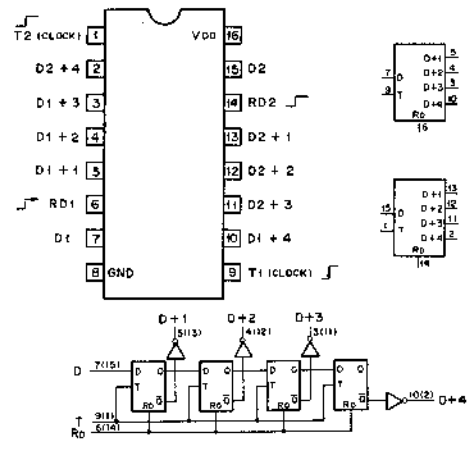 T2 (CLOCK) 1
VDD 16
D2 + 4 2
15 D2
D1 + 3 3
14 RD2
D1 + 2 4
13 D2 + 1
D1 + 1 5
12 D2 + 2
RD1 6
11 D2 + 3
D1 7
10 D1 + 4
8 GND
9 T1 (CLOCK)
D+1 5
7 D D+2 4
9 T D+3 3
D+4 10
RD
16
D+1 13
15 D D+2 12
1 T D+3 11
D+4 2
RD
14
D+1 D+2 D+3
5(13) 4(12) 3(11)
D 7(15) D Q D Q D Q D Q
T T T T
RD Q RD Q RD Q RD Q 10(2) D+4
T 9(1)
RD 6(14)